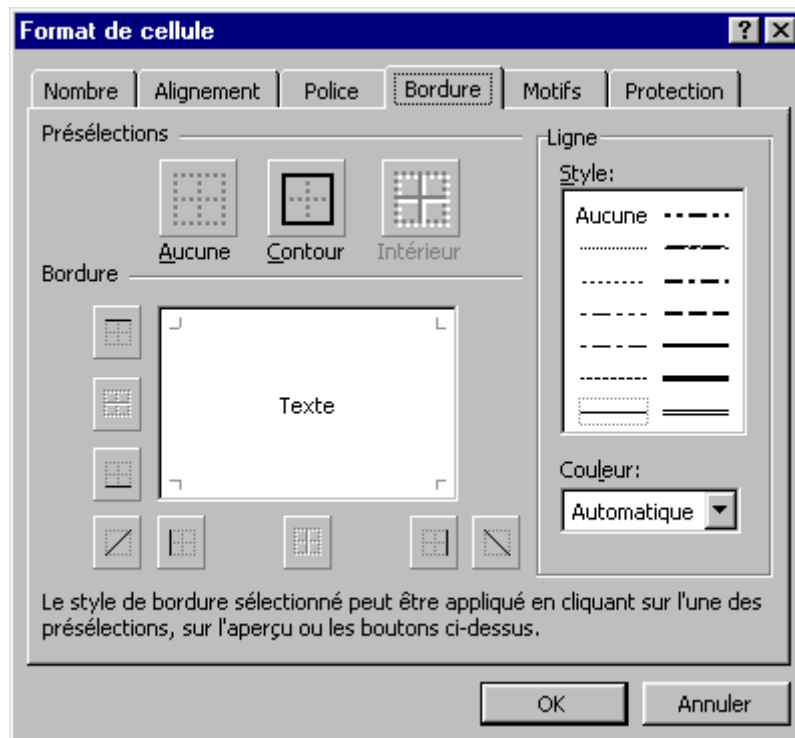 Format de cellule
Nombre Alignement Police Bordure Motifs Protection
Présélections
Aucune Contour Intérieur
Bordure
Texte
Ligne
Style:
Aucune
Couleur:
Automatique
Le style de bordure sélectionné peut être appliqué en cliquant sur l'une des
présélections, sur l'aperçu ou les boutons ci-dessus.
OK Annuler